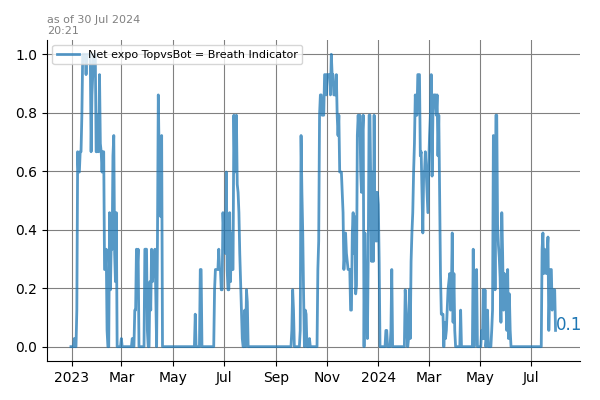 as of 30 Jul 2024
20:21
Net expo TopvsBot = Breath Indicator
1.0
0.8
0.6
0.4
0.2
0.0
0.1
2023 Mar May Jul Sep Nov 2024 Mar May Jul